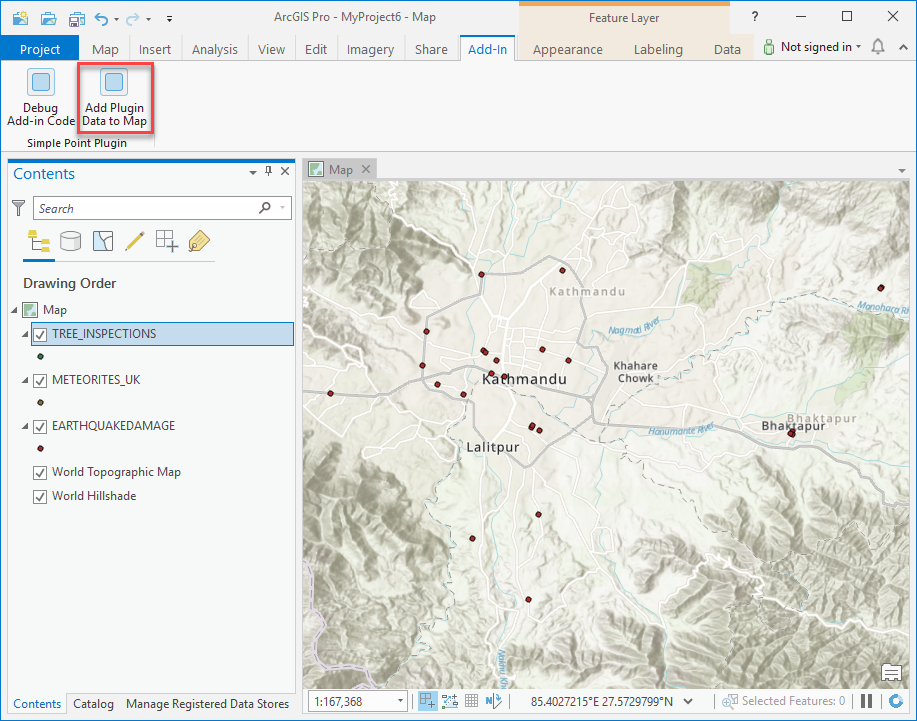 ArcGIS Pro - MyProject6 - Map
Feature Layer
?
Project
Map
Insert
Analysis
View
Edit
Imagery
Share
Add-In
Appearance
Labeling
Data
Not signed in
Debug
Add-in Code
Add Plugin
Data to Map
Simple Point Plugin
Contents
Search
Drawing Order
Map
TREE_INSPECTIONS
METEORITES_UK
EARTHQUAKEDAMAGE
World Topographic Map
World Hillshade
Contents
Catalog
Manage Registered Data Stores
Map
Kathmandu
Manohara Ri
Nagmati River
Khahare
Chowk
Kathmandu
Bhaktapur
Bhaktapur
Hanumante River
Lalitpur
1:167,368
85.4027215°E 27.5729799°N
Selected Features: 0